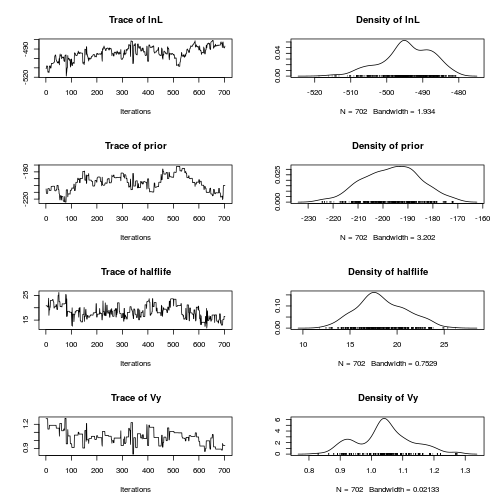 Trace of lnL
Density of lnL
-520 -490
0 100 200 300 400 500 600 700
Iterations
0.00 0.04
-520 -510 -500 -490 -480
N = 702 Bandwidth = 1.934
Trace of prior
Density of prior
-220 -180
0 100 200 300 400 500 600 700
Iterations
0.000 0.025
-230 -220 -210 -200 -190 -180 -170 -160
N = 702 Bandwidth = 3.202
Trace of halflife
Density of halflife
15 25
0 100 200 300 400 500 600 700
Iterations
0.00 0.10
10 15 20 25
N = 702 Bandwidth = 0.7529
Trace of Vy
Density of Vy
0.9 1.2
0 100 200 300 400 500 600 700
Iterations
0 2 4 6
0.8 0.9 1.0 1.1 1.2 1.3
N = 702 Bandwidth = 0.02133